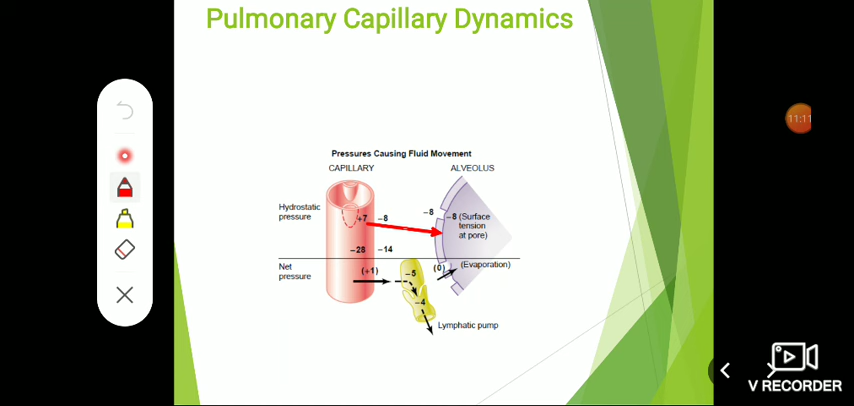 Pulmonary Capillary Dynamics
11:11
Pressures Causing Fluid Movement
CAPILLARY
ALVEOLUS
Hydrostatic
pressure
+7
–8
–8
–8 (Surface
tension
at pore)
–28
–14
Net
pressure
(+1)
–5
(0)
(Evaporation)
–4
Lymphatic pump
V RECORDER